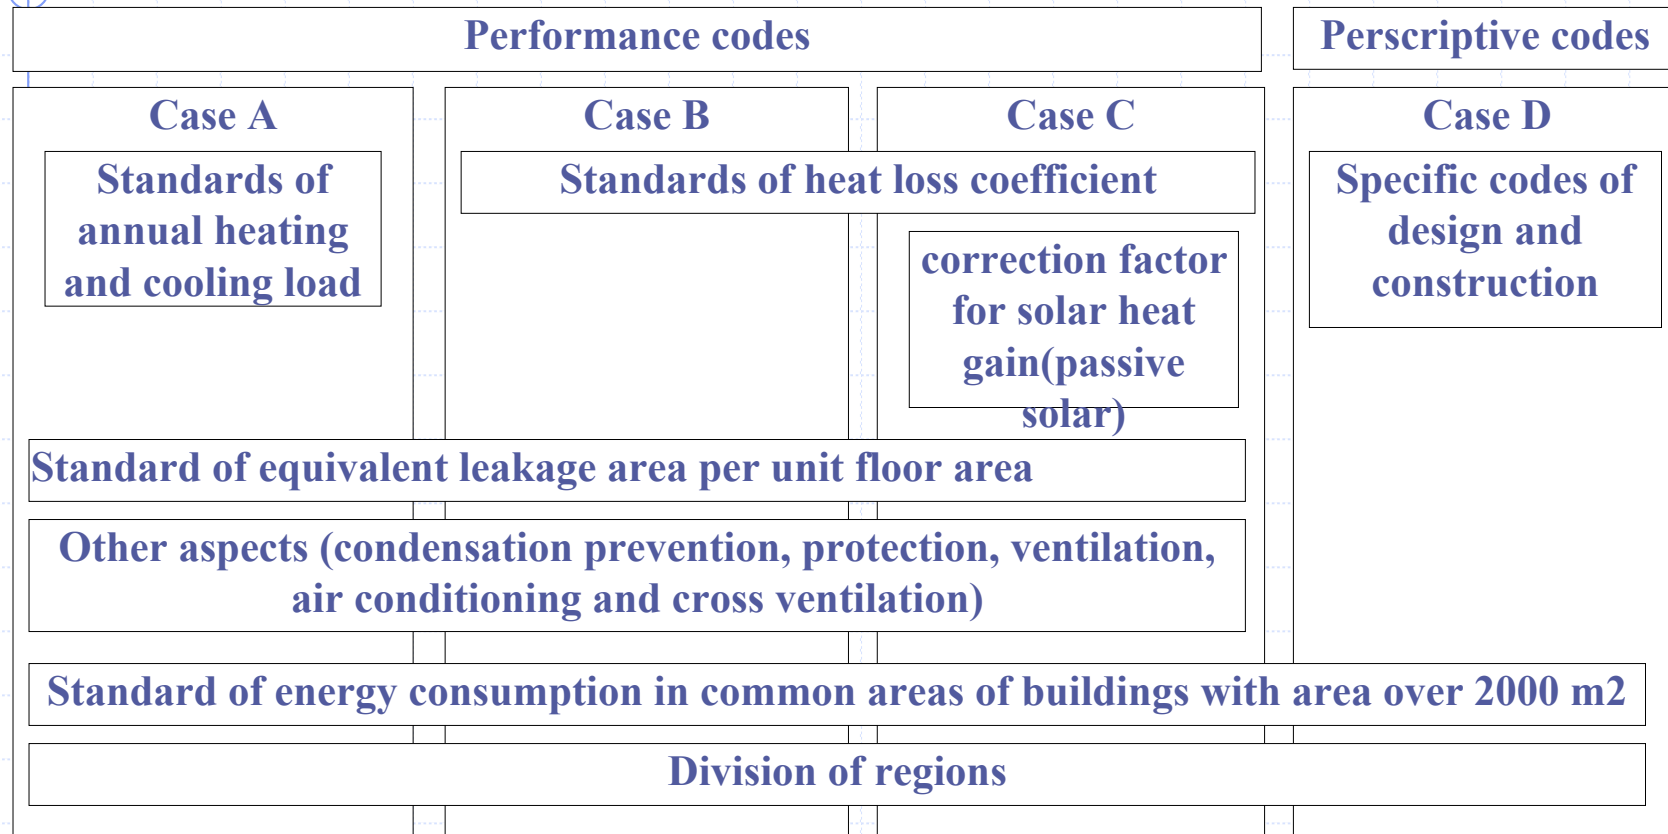 Performance codes
Perscriptive codes
Case A
Case B
Case C
Case D
Standards of
annual heating
and cooling load
Standards of heat loss coefficient
correction factor
for solar heat
gain(passive
solar)
Specific codes of
design and
construction
Standard of equivalent leakage area per unit floor area
Other aspects (condensation prevention, protection, ventilation,
air conditioning and cross ventilation)
Standard of energy consumption in common areas of buildings with area over 2000 m2
Division of regions